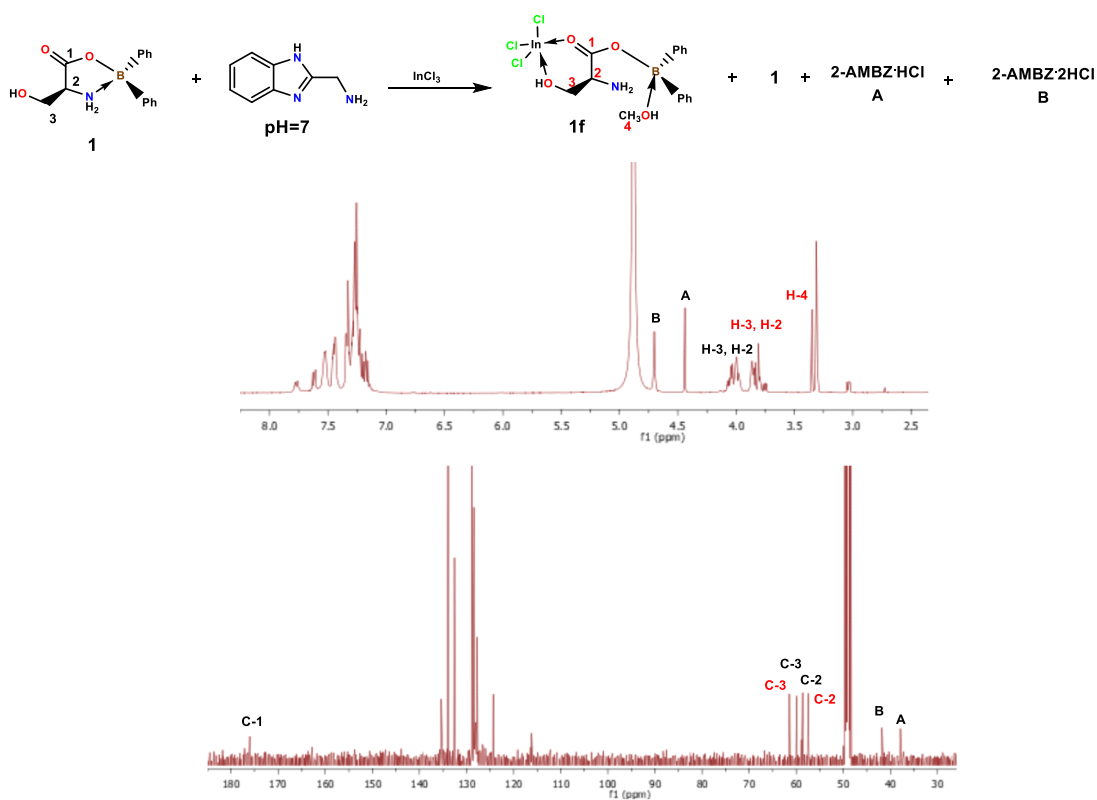 O
1
O
B
Ph
Ph
2
N
H2
HO
3
1
+
H
N
N
NH2
pH=7
InCl3
Cl
Cl
Cl
In
O
1
O
Ph
B
Ph
HO
3
2
NH2
CH3OH
4
1f
+ 1 + 2-AMBZ·HCl + 2-AMBZ·2HCl
A B
H-4
A
B
H-3, H-2
H-3, H-2
8.0 7.5 7.0 6.5 6.0 5.5 5.0 4.5 4.0 3.5 3.0 2.5
f1 (ppm)
C-3
C-3 C-2
C-2
C-1
B
A
180 170 160 150 140 130 120 110 100 90 80 70 60 50 40 30
f1 (ppm)